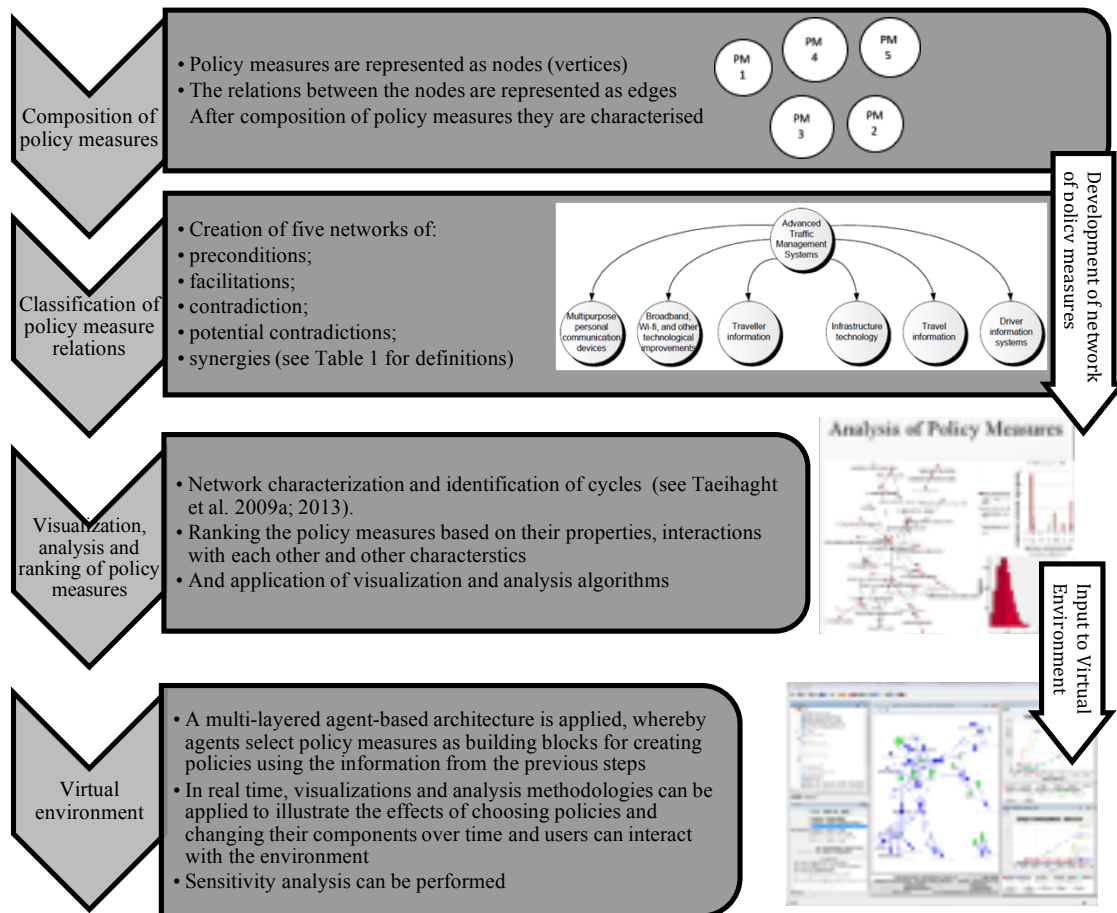 Composition of
policy measures
• Policy measures are represented as nodes (vertices)
• The relations between the nodes are represented as edges
After composition of policy measures they are characterised
PM
1
PM
4
PM
5
PM
3
PM
2
Development of network
of policy measures
Classification of
policy measure
relations
• Creation of five networks of:
• preconditions;
• facilitations;
• contradiction;
• potential contradictions;
• synergies (see Table 1 for definitions)
Advanced
Traffic
Management
Systems
Multipurpose
personal
communication
devices
Broadband,
Wi-fi, and other
technological
improvements
Traveller
information
Infrastructure
technology
Travel
information
Driver
information
systems
Visualization,
analysis and
ranking of policy
measures
• Network characterization and identification of cycles (see Taeihaght
et al. 2009a; 2013).
• Ranking the policy measures based on their properties, interactions
with each other and other characterstics
• And application of visualization and analysis algorithms
Analysis of Policy Measures
Input to Virtual
Environment
Virtual
environment
• A multi-layered agent-based architecture is applied, whereby
agents select policy measures as building blocks for creating
policies using the information from the previous steps
• In real time, visualizations and analysis methodologies can be
applied to illustrate the effects of choosing policies and
changing their components over time and users can interact
with the environment
• Sensitivity analysis can be performed